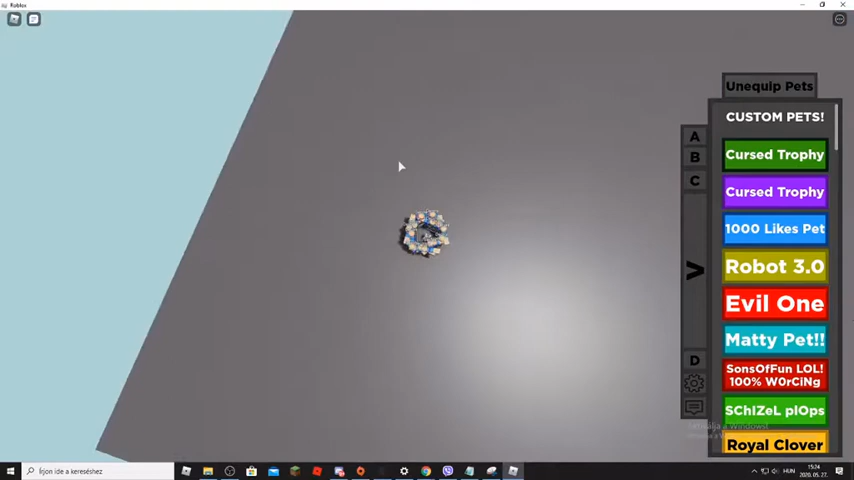 Roblox
Unequip Pets
CUSTOM PETS!
A
Cursed Trophy
B
C
Cursed Trophy
1000 Likes Pet
>
Robot 3.0
Evil One
Matty Pet!!
D
SonsOfFun LOL!
100% W0rCiNg
SChIZeL plOps
Royal Clover
Írjon ide a kereséshez
HUN
15:24
2020. 05. 27.